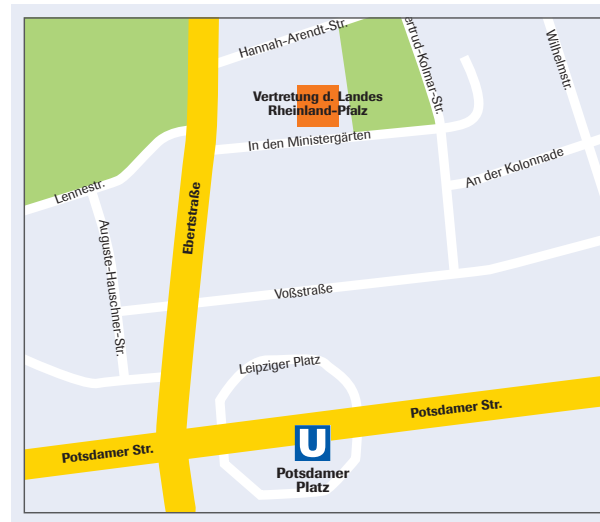 Hannah-Arendt-Str.
ertrud-Kolmar-Str.
Wilhelmstr.
Vertretung d. Landes
Rheinland-Pfalz
In den Ministergärten
An der Kolonnade
Lennestr.
Ebertstraße
Auguste-Hauschner-Str.
Voßstraße
Leipziger Platz
Potsdamer Str.
Potsdamer Str.
U
Potsdamer
Platz